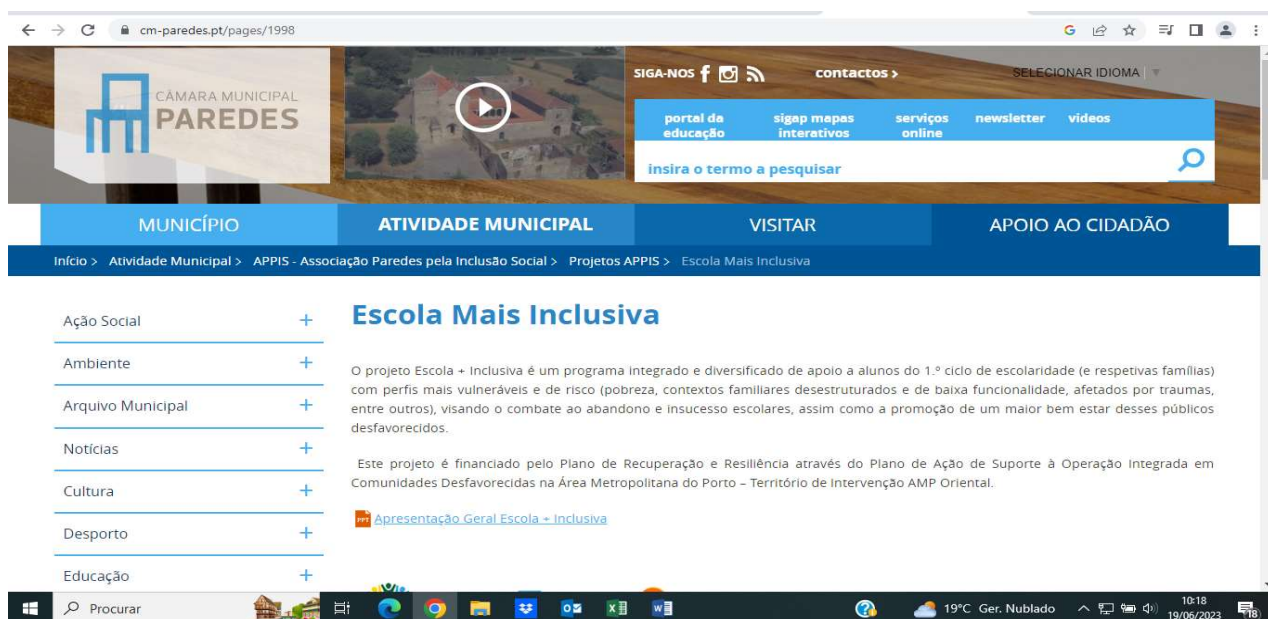 cm-paredes.pt/pages/1998
CÂMARA MUNICIPAL
PAREDES
SIGA-NOS
contactos >
SELECIONAR IDIOMA
portal da educação
sigap mapas interativos
serviços online
newsletter
videos
insira o termo a pesquisar
MUNICÍPIO
ATIVIDADE MUNICIPAL
VISITAR
APOIO AO CIDADÃO
Início > Atividade Municipal > APPIS - Associação Paredes pela Inclusão Social > Projetos APPIS > Escola Mais Inclusiva
Ação Social +
Ambiente +
Arquivo Municipal +
Notícias +
Cultura +
Desporto +
Educação +
Escola Mais Inclusiva
O projeto Escola + Inclusiva é um programa integrado e diversificado de apoio a alunos do 1.º ciclo de escolaridade (e respetivas famílias)
com perfis mais vulneráveis e de risco (pobreza, contextos familiares desestruturados e de baixa funcionalidade, afetados por traumas,
entre outros), visando o combate ao abandono e insucesso escolares, assim como a promoção de um maior bem estar desses públicos
desfavorecidos.
Este projeto é financiado pelo Plano de Recuperação e Resiliência através do Plano de Ação de Suporte à Operação Integrada em
Comunidades Desfavorecidas na Área Metropolitana do Porto – Território de Intervenção AMP Oriental.
PPT Apresentação Geral Escola + Inclusiva
Procurar
19°C Ger. Nublado
10:18
19/06/2023
18